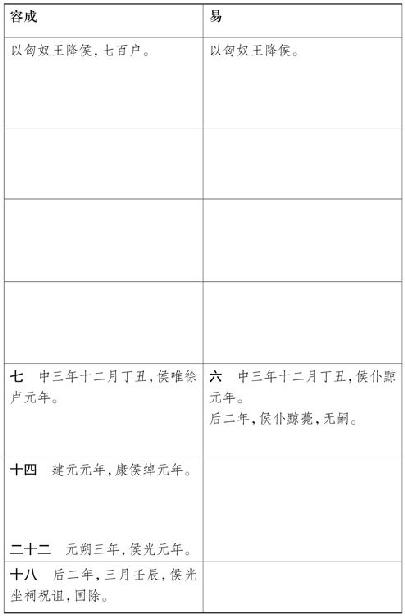 容成
易
以匈奴王降侯，七百户。
以匈奴王降侯。
七 中三年十二月丁丑，侯唯徐
卢元年。
六 中三年十二月丁丑，侯仆黥
元年。
后二年，侯仆黥薨，无嗣。
十四 建元元年，康侯绰元年。
二十二 元朔三年，侯光元年。
十八 后二年，三月壬辰，侯光
坐祠祝诅，国除。